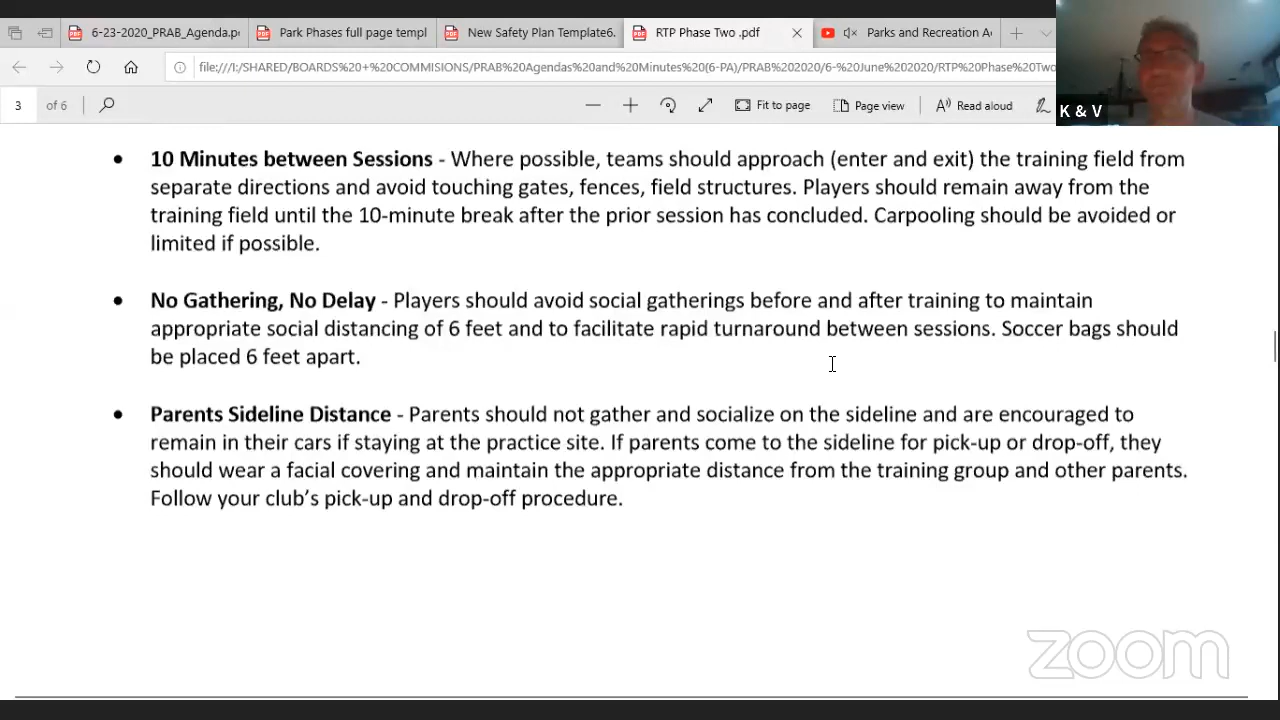 6-23-2020_PRAB_Agenda.p
Park Phases full page templ
New Safety Plan Template6.
RTP Phase Two .pdf
Parks and Recreation A
file:///I:/SHARED/BOARDS%20+%20COMMISIONS/PRAB%20Agendas%20and%20Minutes%20(6-PA)/PRAB%202020/6-%20June%202020/RTP%20Phase%20Two
3 of 6
Fit to page
Page view
Read aloud
K & V
• 10 Minutes between Sessions - Where possible, teams should approach (enter and exit) the training field from
separate directions and avoid touching gates, fences, field structures. Players should remain away from the
training field until the 10-minute break after the prior session has concluded. Carpooling should be avoided or
limited if possible.
• No Gathering, No Delay - Players should avoid social gatherings before and after training to maintain
appropriate social distancing of 6 feet and to facilitate rapid turnaround between sessions. Soccer bags should
be placed 6 feet apart.
• Parents Sideline Distance - Parents should not gather and socialize on the sideline and are encouraged to
remain in their cars if staying at the practice site. If parents come to the sideline for pick-up or drop-off, they
should wear a facial covering and maintain the appropriate distance from the training group and other parents.
Follow your club’s pick-up and drop-off procedure.
zoom